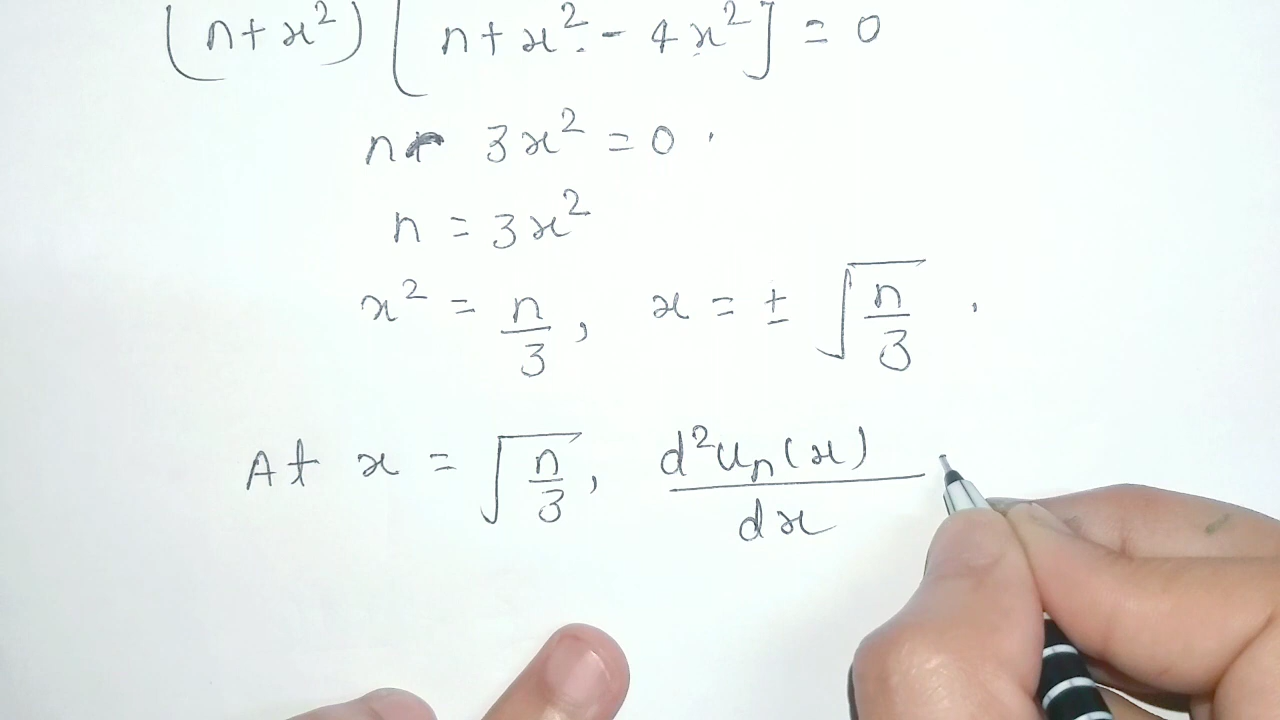 (n+x²) [n+x²-4x²] = 0
n- 3x² = 0.
n = 3x²
x² = n/3, x = ± √(n/3).
At x = √(n/3), d²uₙ(x)/dx